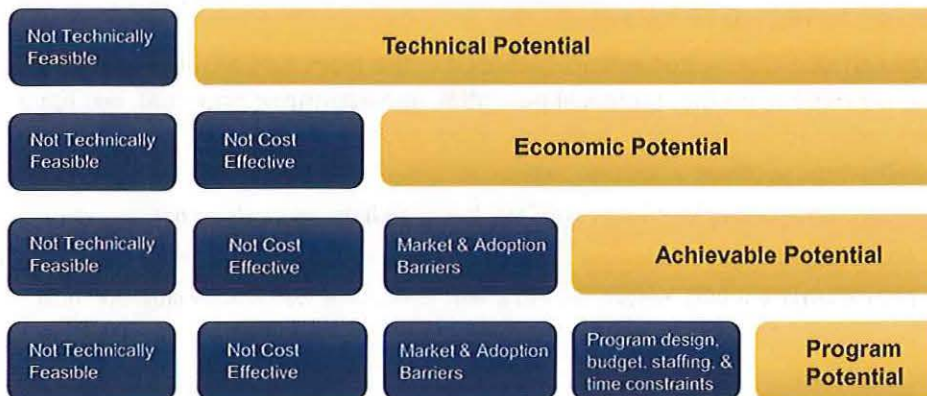 Not Technically
Feasible
Technical Potential
Not Technically
Feasible
Not Cost
Effective
Economic Potential
Not Technically
Feasible
Not Cost
Effective
Market & Adoption
Barriers
Achievable Potential
Not Technically
Feasible
Not Cost
Effective
Market & Adoption
Barriers
Program design,
budget, staffing, &
time constraints
Program
Potential